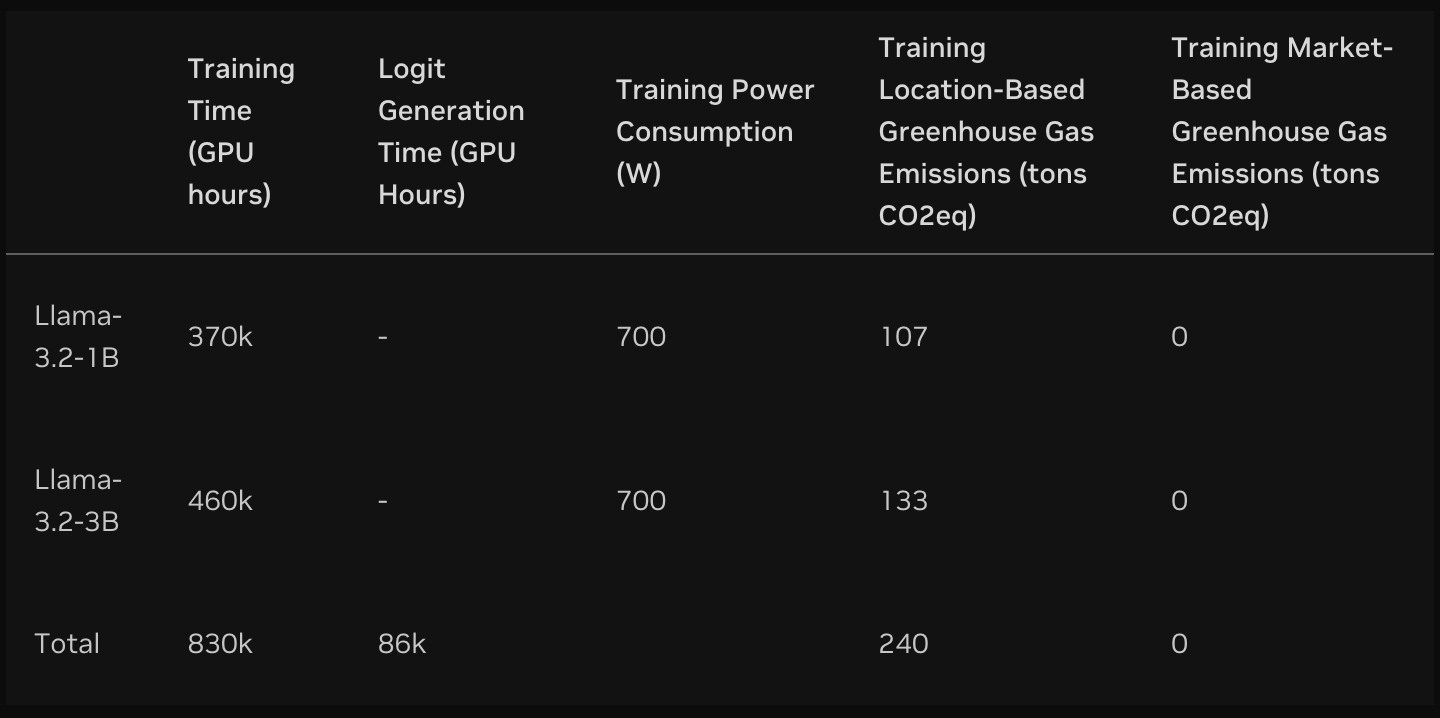 Training
Time
(GPU
hours)
Logit
Generation
Time (GPU
Hours)
Training Power
Consumption
(W)
Training
Location-Based
Greenhouse Gas
Emissions (tons
CO2eq)
Training Market-
Based
Greenhouse Gas
Emissions (tons
CO2eq)
Llama-
3.2-1B
370k
-
700
107
0
Llama-
3.2-3B
460k
-
700
133
0
Total
830k
86k
240
0